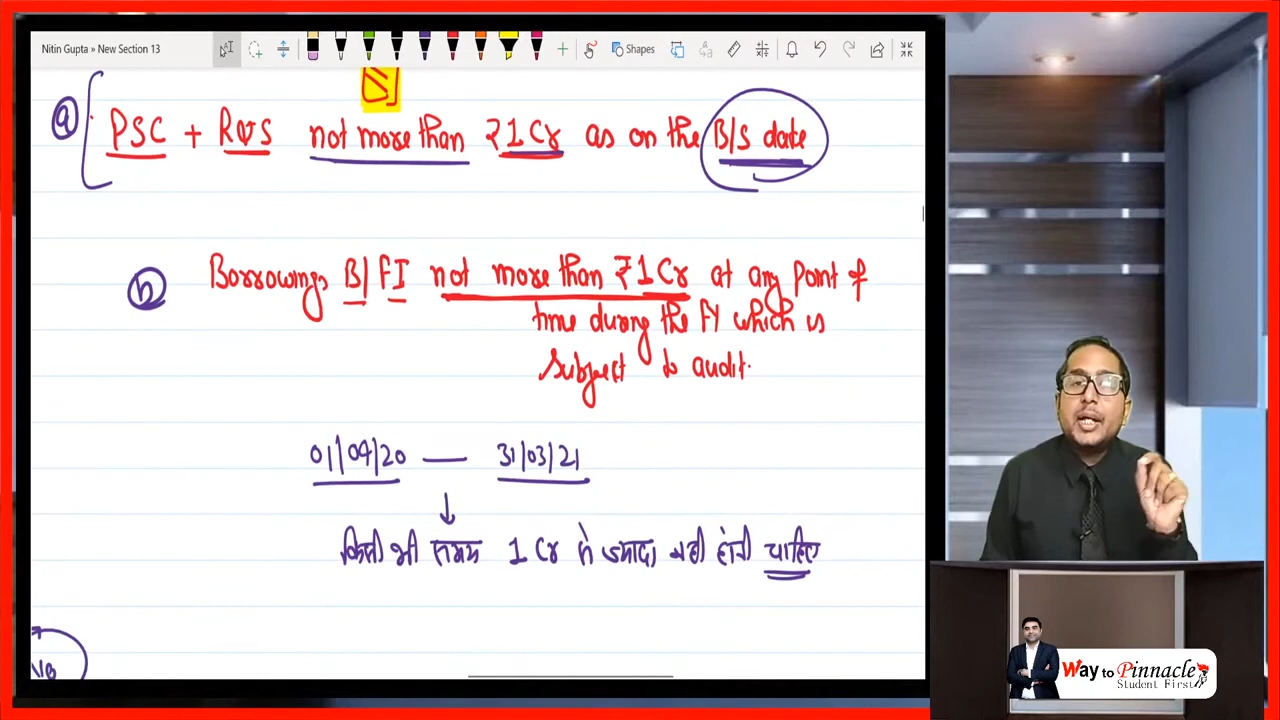 Nitin Gupta » New Section 13
Shapes
a PSC + R&S not more than ₹1 Cr as on the B/S date
b Borrowings B/FI not more than ₹1 Cr at any point of
time during the FY which is
subject to audit.
01/04/20 — 31/03/21
किसी भी समय 1 Cr से ज्यादा नही होनी चाहिए
Way to Pinnacle
Student First